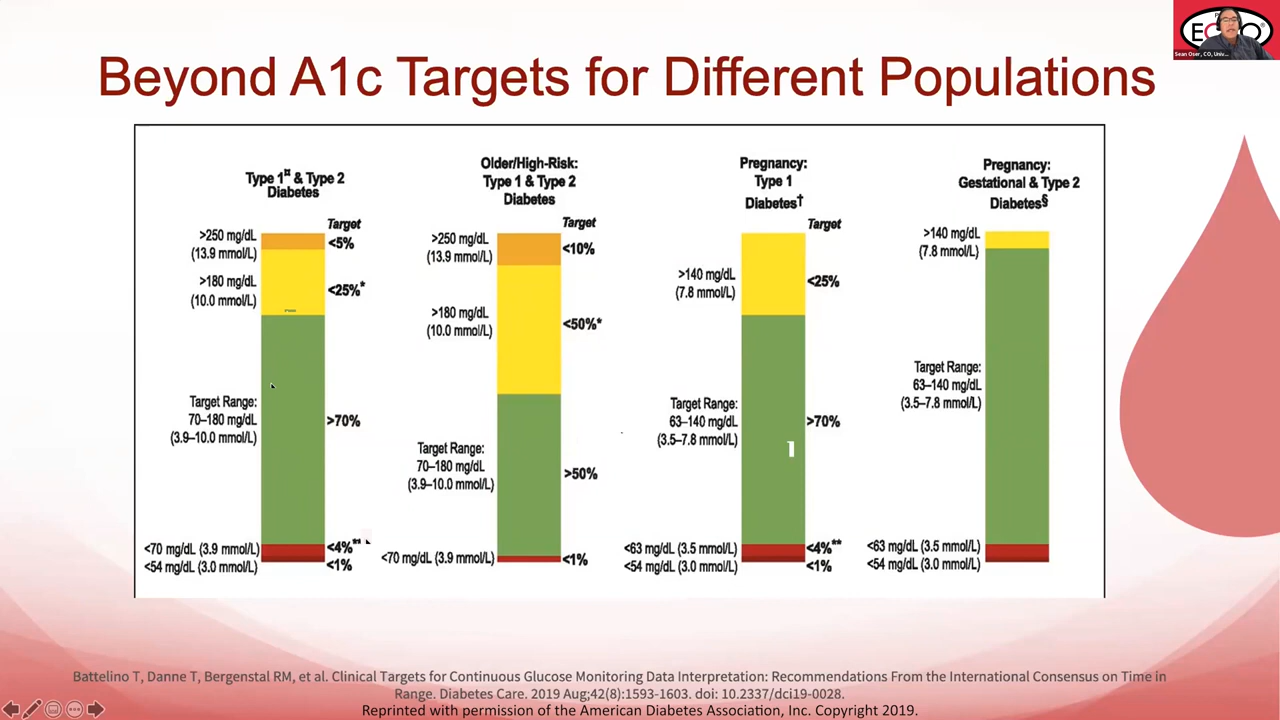 Beyond A1c Targets for Different Populations
Sean Oser, CO, Univ...
Type 1¤ & Type 2
Diabetes
Target
>250 mg/dL
(13.9 mmol/L)
<5%
>180 mg/dL
(10.0 mmol/L)
<25%*
Target Range:
70–180 mg/dL
(3.9–10.0 mmol/L)
>70%
<70 mg/dL (3.9 mmol/L)
<4%**
<54 mg/dL (3.0 mmol/L)
<1%
Older/High-Risk:
Type 1 & Type 2
Diabetes
Target
>250 mg/dL
(13.9 mmol/L)
<10%
>180 mg/dL
(10.0 mmol/L)
<50%*
Target Range:
70–180 mg/dL
(3.9–10.0 mmol/L)
>50%
<70 mg/dL (3.9 mmol/L)
<1%
Pregnancy:
Type 1
Diabetes†
Target
>140 mg/dL
(7.8 mmol/L)
<25%
Target Range:
63–140 mg/dL
(3.5–7.8 mmol/L)
>70%
1
<63 mg/dL (3.5 mmol/L)
<4%**
<54 mg/dL (3.0 mmol/L)
<1%
Pregnancy:
Gestational & Type 2
Diabetes§
>140 mg/dL
(7.8 mmol/L)
Target Range:
63–140 mg/dL
(3.5–7.8 mmol/L)
<63 mg/dL (3.5 mmol/L)
<54 mg/dL (3.0 mmol/L)
Battelino T, Danne T, Bergenstal RM, et al. Clinical Targets for Continuous Glucose Monitoring Data Interpretation: Recommendations From the International Consensus on Time in
Range. Diabetes Care. 2019 Aug;42(8):1593-1603. doi: 10.2337/dci19-0028.
Reprinted with permission of the American Diabetes Association, Inc. Copyright 2019.